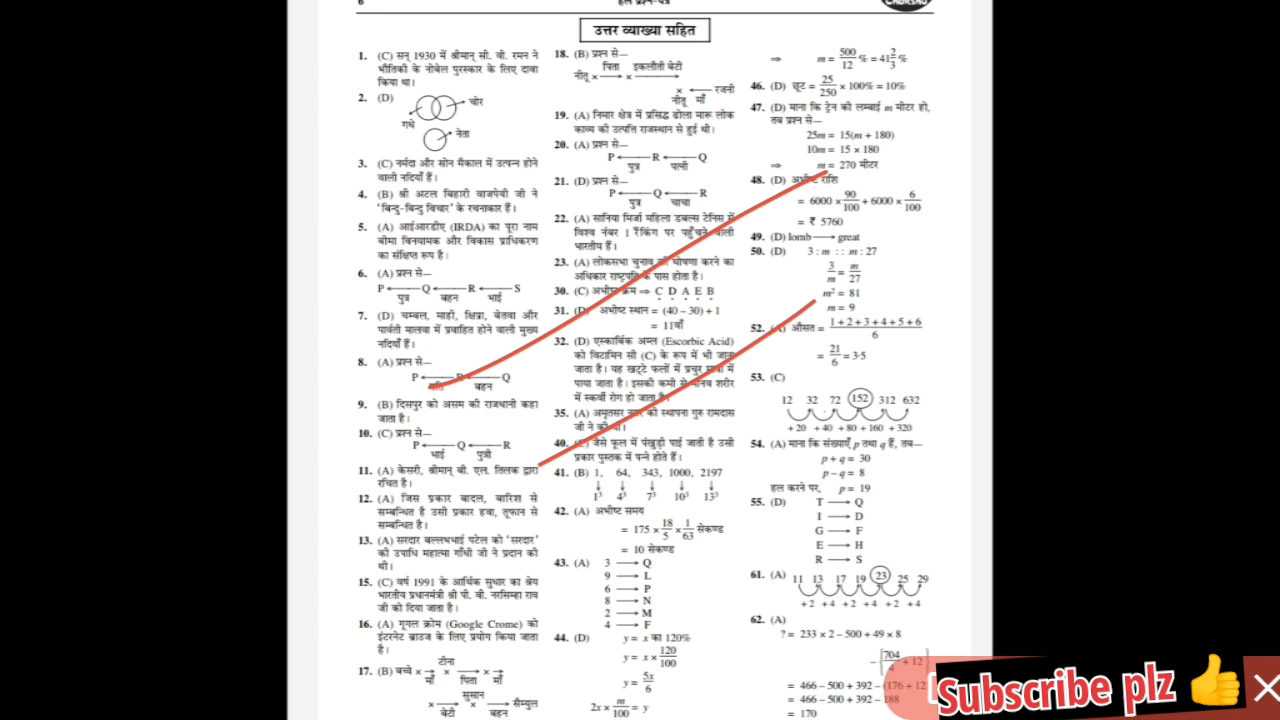 6
हल प्रश्न-पत्र
उत्तर व्याख्या सहित
1. (C) सन् 1930 में श्रीमान् सी. वी. रमन ने
भौतिकी के नोबेल पुरस्कार के लिए दावा
किया था।
2. (D)
चोर
गधे
नेता
3. (C) नर्मदा और सोन मैकाल में उत्पन्न होने
वाली नदियाँ हैं।
4. (B) श्री अटल बिहारी वाजपेयी जी ने
'बिन्दु-बिन्दु विचार' के रचनाकार हैं।
5. (A) आईआरडीए (IRDA) का पूरा नाम
बीमा विनयामक और विकास प्राधिकरण
का संक्षिप्त रूप है।
6. (A) प्रश्न से—
P ← Q ← R ← S
पुत्र बहन भाई
7. (D) चम्बल, माही, क्षिप्रा, बेतवा और
पार्वती मालवा में प्रवाहित होने वाली मुख्य
नदियाँ हैं।
8. (A) प्रश्न से—
P ← R ← Q
बहन
9. (B) दिसपुर को असम की राजधानी कहा
जाता है।
10. (C) प्रश्न से—
P ← Q ← R
भाई पुत्री
11. (A) केसरी, श्रीमान् बी. एल. तिलक द्वारा
रचित है।
12. (A) जिस प्रकार बादल, बारिश से
सम्बन्धित है उसी प्रकार हवा, तूफान से
सम्बन्धित है।
13. (A) सरदार बल्लभभाई पटेल को 'सरदार'
की उपाधि महात्मा गाँधी जी ने प्रदान की
थी।
15. (C) वर्ष 1991 के आर्थिक सुधार का श्रेय
भारतीय प्रधानमंत्री श्री पी. वी. नरसिम्हा राव
जी को दिया जाता है।
16. (A) गूगल क्रोम (Google Crome) को
इंटरनेट ब्राउज के लिए प्रयोग किया जाता
है।
17. (B) बच्चे × → × → × → ×
टीना
माँ पिता माँ
× → × → × सैम्युल
सुसान
बेटी बहन
18. (B) प्रश्न से—
पिता इकलौती बेटी
नीतू × → × →
× ← रजनी
नीतू माँ
19. (A) निमार क्षेत्र में प्रसिद्ध ढोला मारू लोक
काव्य की उत्पत्ति राजस्थान से हुई थी।
20. (A) प्रश्न से—
P ← R ← Q
पुत्र पत्नी
21. (D) प्रश्न से—
P ← Q ← R
पुत्र चाचा
22. (A) सानिया मिर्जा महिला डबल्स टेनिस में
विश्व नंबर 1 रैंकिंग पर पहुँचने वाली
भारतीय हैं।
23. (A) लोकसभा चुनाव की घोषणा करने का
अधिकार राष्ट्रपति के पास होता है।
30. (C) अभीष्ट क्रम ⇒ C D A E B
31. (D) अभीष्ट स्थान = (40 – 30) + 1
= 11वाँ
32. (D) एस्कार्बिक अम्ल (Escorbic Acid)
को विटामिन सी (C) के रूप में भी जाना
जाता है। यह खट्टे फलों में प्रचुर मात्रा में
पाया जाता है। इसकी कमी से मानव शरीर
में स्कर्वी रोग हो जाता है।
35. (A) अमृतसर नगर की स्थापना गुरु रामदास
जी ने की थी।
40. (C) जैसे फूल में पंखुड़ी पाई जाती है उसी
प्रकार पुस्तक में पन्ने होते हैं।
41. (B) 1, 64, 343, 1000, 2197
↓ ↓ ↓ ↓ ↓
1³ 4³ 7³ 10³ 13³
42. (A) अभीष्ट समय
= 175 × 18/5 × 1/63 सेकण्ड
= 10 सेकण्ड
43. (A) 3 → Q
9 → L
6 → P
8 → N
2 → M
4 → F
44. (D) y = x का 120%
y = x × 120/100
y = 5x/6
2x × m/100 = y
⇒ m = 500/12 % = 41 2/3 %
46. (D) छूट = 25/250 × 100% = 10%
47. (D) माना कि ट्रेन की लम्बाई m मीटर हो,
तब प्रश्न से—
25m = 15(m + 180)
10m = 15 × 180
⇒ m = 270 मीटर
48. (D) अभीष्ट राशि
= 6000 × 90/100 + 6000 × 6/100
= ₹ 5760
49. (D) lomb → great
50. (D) 3 : m :: m : 27
3/m = m/27
m² = 81
m = 9
52. (A) औसत = 1 + 2 + 3 + 4 + 5 + 6/6
= 21/6 = 3·5
53. (C)
12 32 72 152 312 632
+ 20 + 40 + 80 + 160 + 320
54. (A) माना कि संख्याएँ p तथा q हैं, तब—
p + q = 30
p – q = 8
हल करने पर, p = 19
55. (D) T → Q
I → D
G → F
E → H
R → S
61. (A) 11 13 17 19 23 25 29
+ 2 + 4 + 2 + 4 + 2 + 4
62. (A)
? = 233 × 2 – 500 + 49 × 8
– {704/4 + 12}
= 466 – 500 + 392 – (176 + 12
= 466 – 500 + 392 – 188
= 170
Subscribe plz